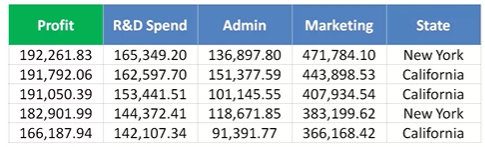 Profit R&D Spend Admin Marketing State
192,261.83 165,349.20 136,897.80 471,784.10 New York
191,792.06 162,597.70 151,377.59 443,898.53 California
191,050.39 153,441.51 101,145.55 407,934.54 California
182,901.99 144,372.41 118,671.85 383,199.62 New York
166,187.94 142,107.34 91,391.77 366,168.42 California